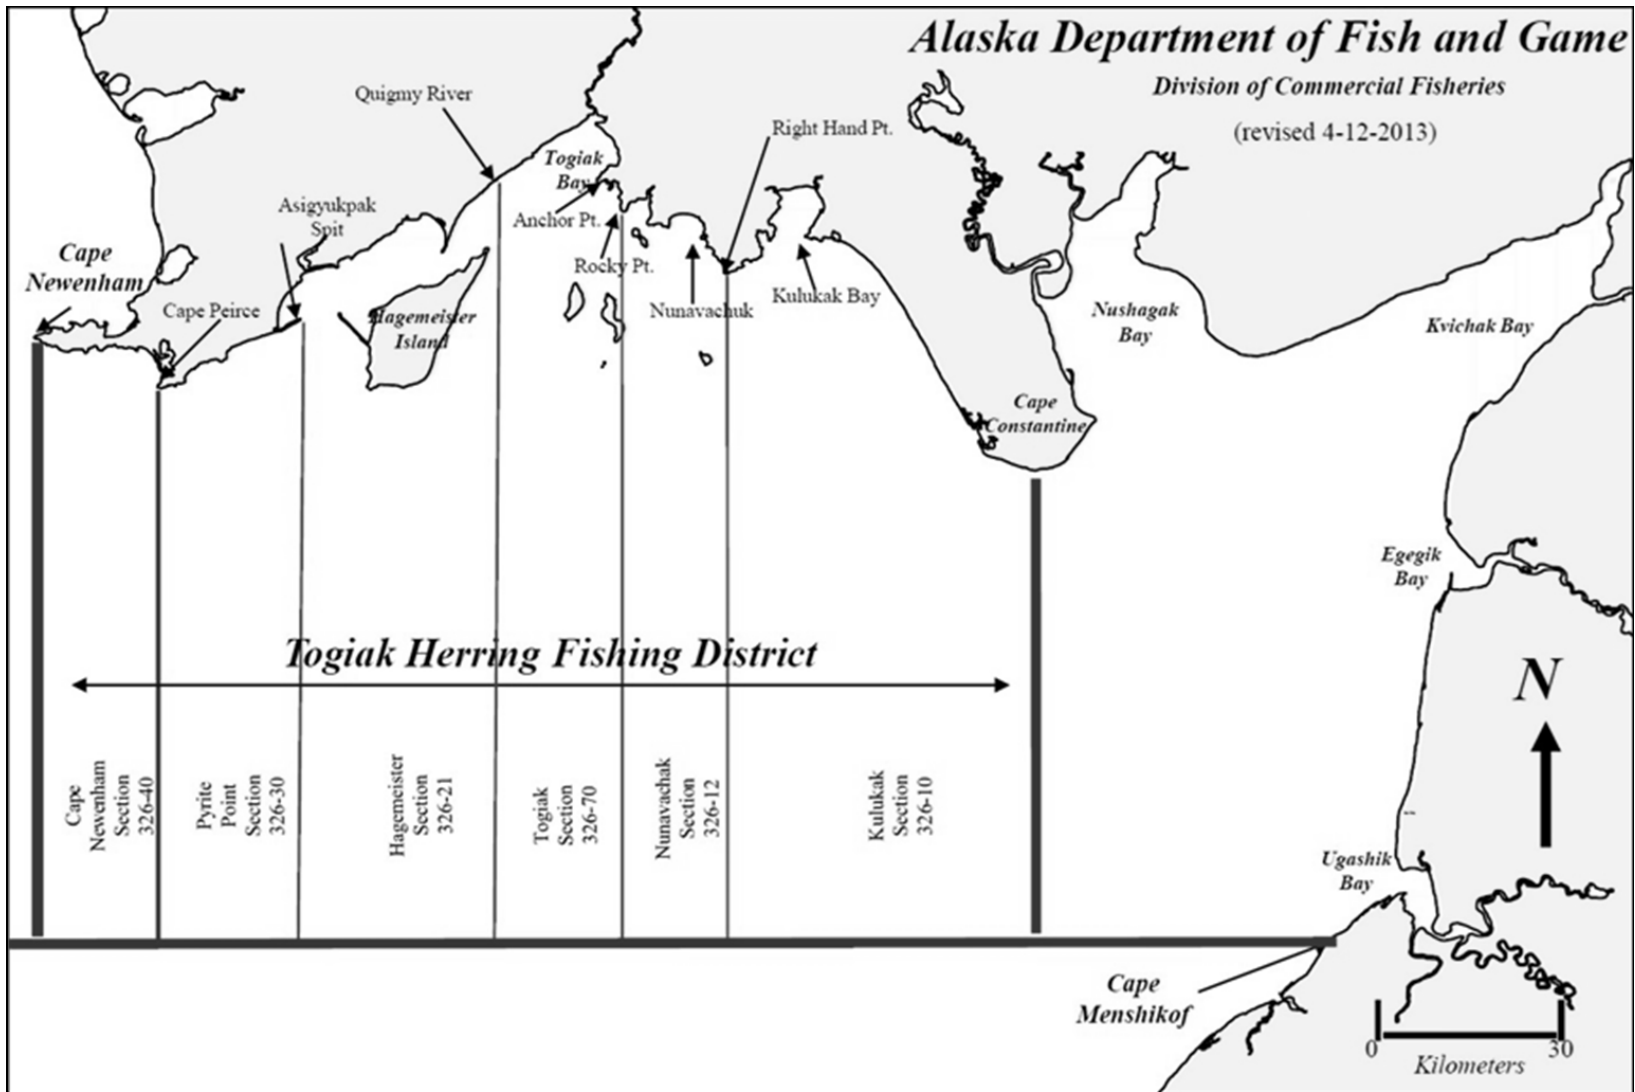 Alaska Department of Fish and Game
Division of Commercial Fisheries
(revised 4-12-2013)
Quigmy River
Right Hand Pt.
Togiak
Bay
Asigyukpak
Spit
Anchor Pt.
Cape
Newenham
Rocky Pt.
Cape Peirce
Nunavachuk
Kulukak Bay
Hagemeister
Island
Nushagak
Bay
Kvichak Bay
Cape
Constantine
Egegik
Bay
Togiak Herring Fishing District
N
Cape
Newenham
Section
326-40
Pyrite
Point
Section
326-30
Hagemeister
Section
326-21
Togiak
Section
326-70
Nunavachak
Section
326-12
Kulukak
Section
326-10
Ugashik
Bay
Cape
Menshikof
0 30
Kilometers